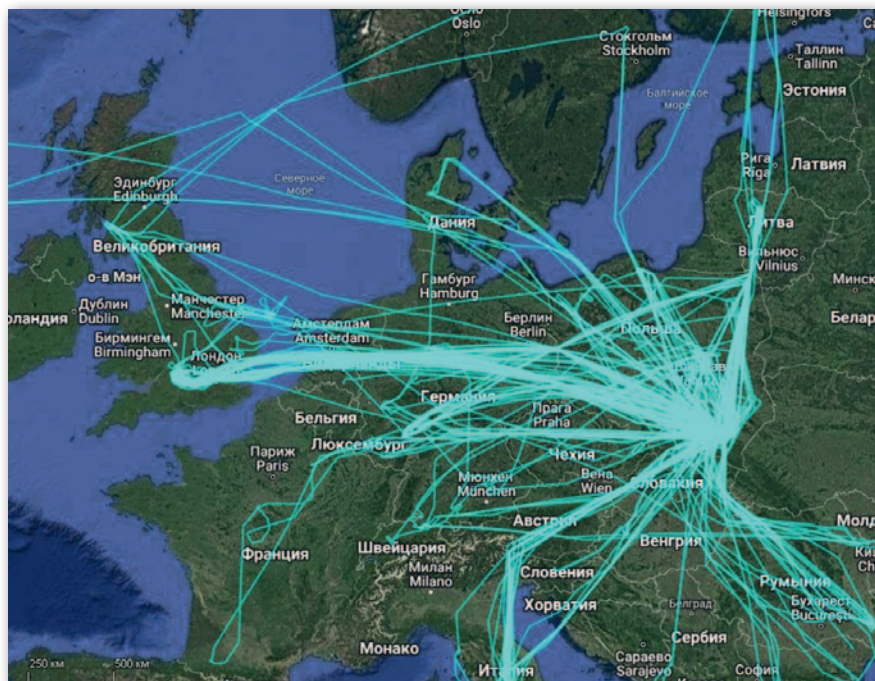 Oslo
Стокгольм
Stockholm
Helsingfors
Таллин
Tallinn
Эстония
Балтийское
море
Рига
Rīga
Латвия
Эдинбург
Edinburgh
Северное
море
Дания
Литва
Вильнюс
Vilnius
Великобритания
о-в Мэн
Гамбург
Hamburg
Минск
Дублин
Dublin
Манчестер
Manchester
Амстердам
Amsterdam
Берлин
Berlin
Польша
Белар
рландия
Бирмингем
Birmingham
Лондон
Германия
Прага
Praha
Бельгия
Люксембург
Чехия
Париж
Paris
Мюнхен
München
Вена
Wien
Словакия
Австрия
Молд
Франция
Швейцария
Венгрия
Милан
Milano
Словения
Румыния
Хорватия
Белград
Бухарест
București
Монако
Сербия
Италия
Сараево
Sarajevo
София
250 км
500 км